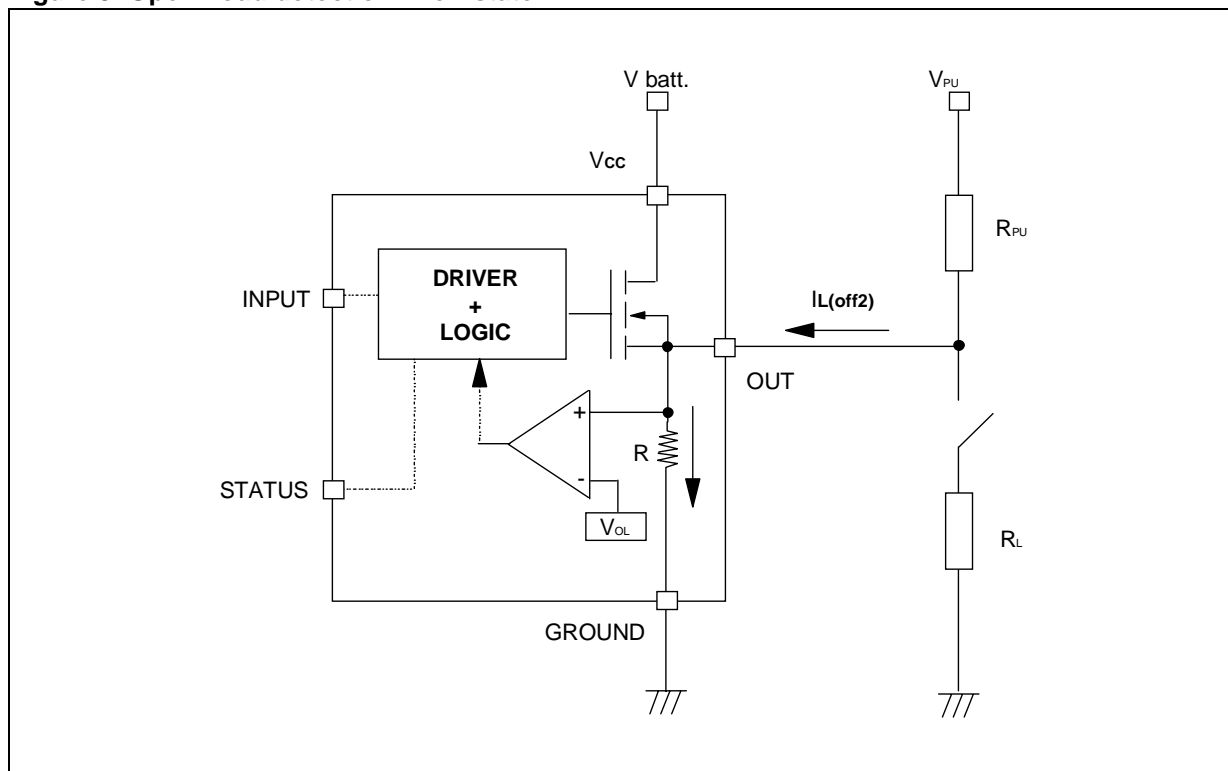 V batt.
VPU
Vcc
RPU
DRIVER
+
LOGIC
INPUT
IL(off2)
OUT
+
R
-
STATUS
VOL
RL
GROUND